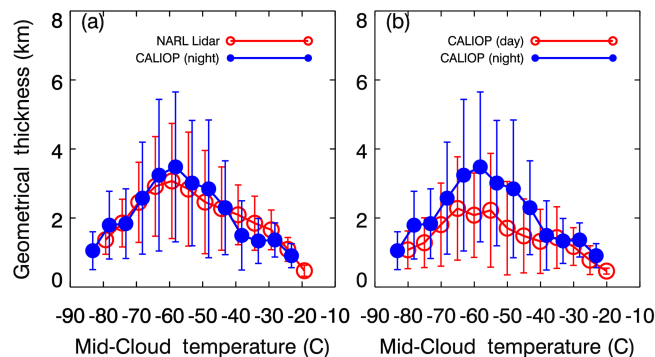 Geometrical thickness (km)
8
6
4
2
0
(a)
NARL Lidar
CALIOP (night)
-90 -80 -70 -60 -50 -40 -30 -20 -10
Mid-Cloud temperature (C)
8
6
4
2
0
(b)
CALIOP (day)
CALIOP (night)
-90 -80 -70 -60 -50 -40 -30 -20 -10
Mid-Cloud temperature (C)